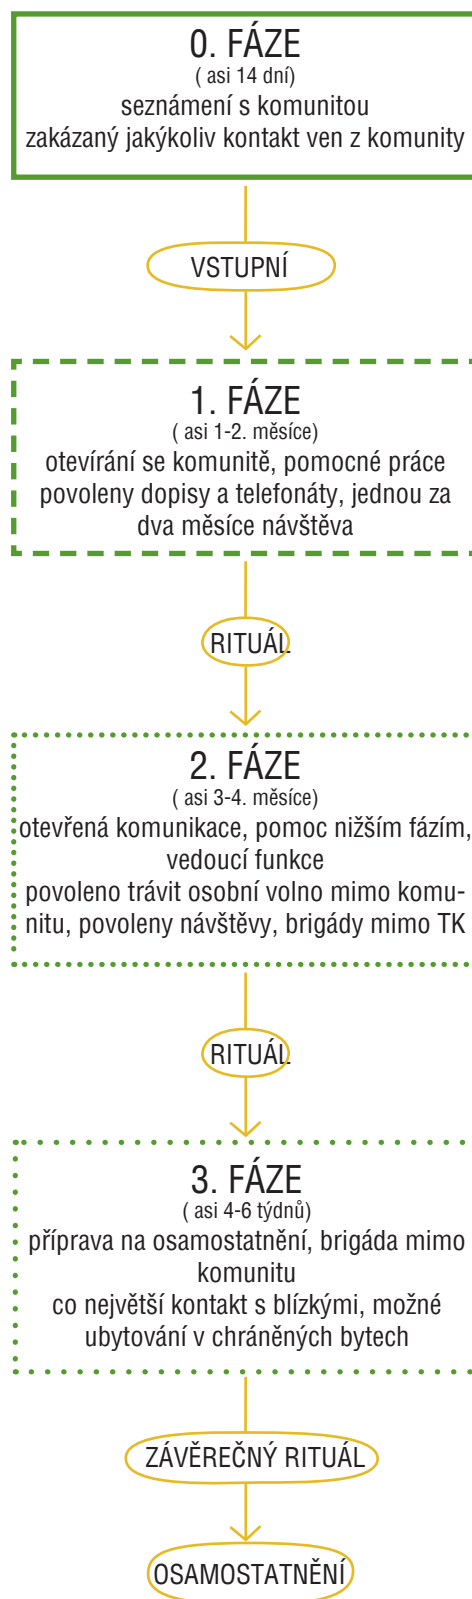 0. FÁZE
( asi 14 dní)
seznámení s komunitou
zakázaný jakýkoliv kontakt ven z komunity
VSTUPNÍ
1. FÁZE
( asi 1-2. měsíce)
otevírání se komunitě, pomocné práce
povoleny dopisy a telefonáty, jednou za
dva měsíce návštěva
RITUÁL
2. FÁZE
( asi 3-4. měsíce)
otevřená komunikace, pomoc nižším fázím,
vedoucí funkce
povoleno trávit osobní volno mimo komu-
nitu, povoleny návštěvy, brigády mimo TK
RITUÁL
3. FÁZE
( asi 4-6 týdnů)
příprava na osamostatnění, brigáda mimo
komunitu
co největší kontakt s blízkými, možné
ubytování v chráněných bytech
ZÁVĚREČNÝ RITUÁL
OSAMOSTATNĚNÍ